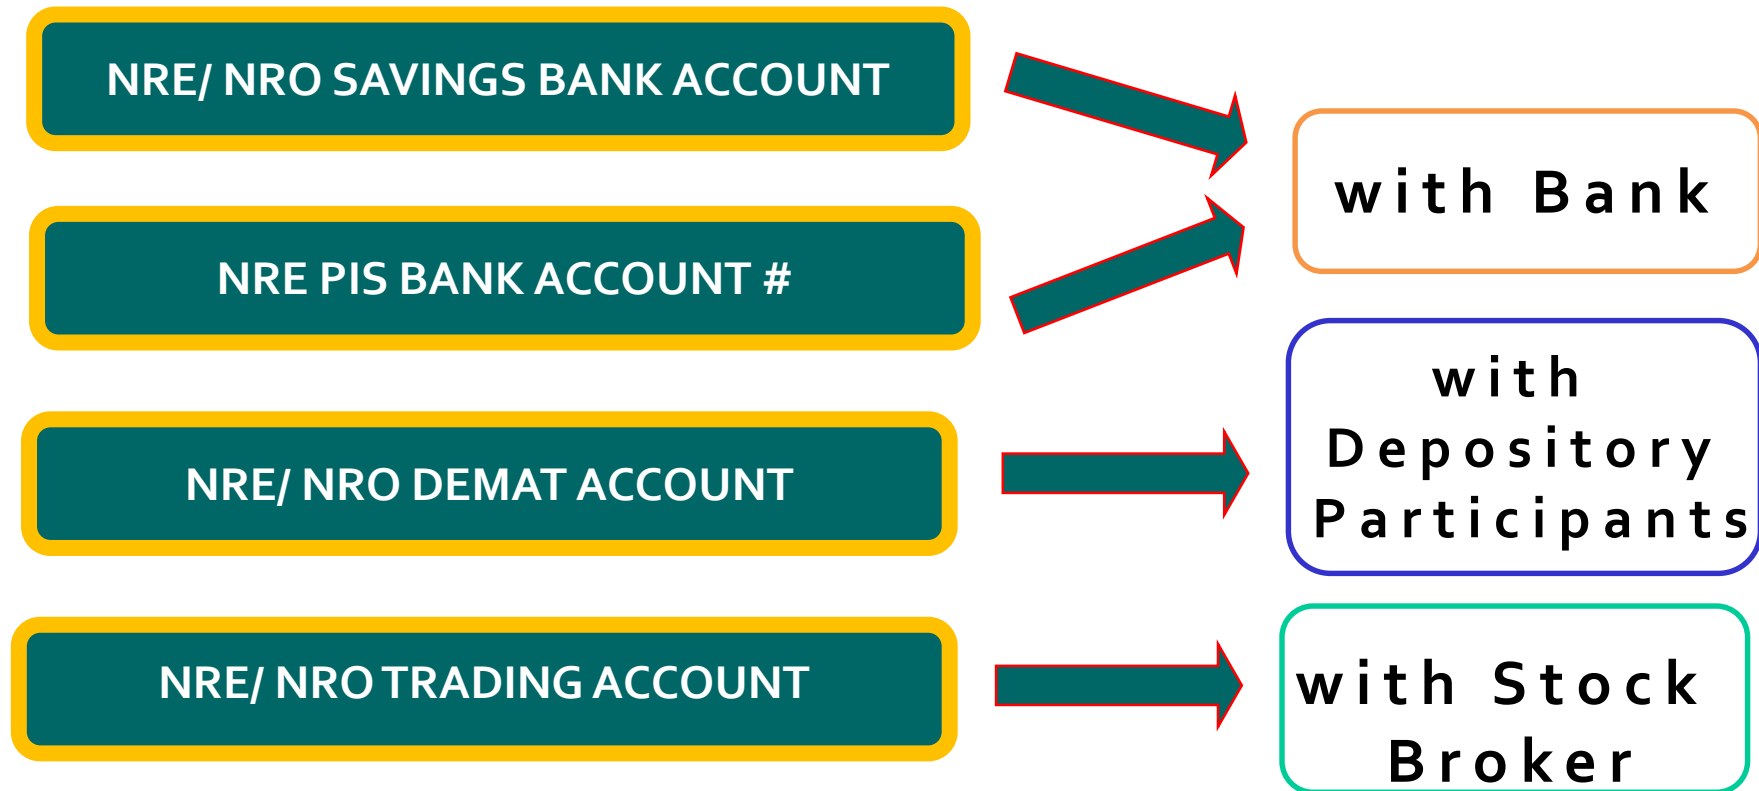 NRE/ NRO SAVINGS BANK ACCOUNT
NRE PIS BANK ACCOUNT #
NRE/ NRO DEMAT ACCOUNT
NRE/ NRO TRADING ACCOUNT
with Bank
with
Depository
Participants
with Stock
Broker